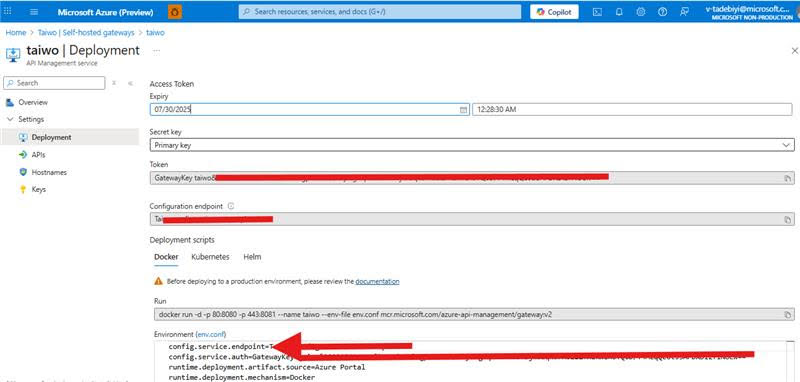 Microsoft Azure (Preview)
Search resources, services, and docs (G+/)
Copilot
v-tadebiyi@microsoft.c...
MICROSOFT NON-PRODUCTION
Home > Taiwo | Self-hosted gateways > taiwo
taiwo | Deployment ...
API Management service
Search
Overview
Settings
Deployment
APIs
Hostnames
Keys
Access Token
Expiry
07/30/2025
12:28:30 AM
Secret key
Primary key
Token
GatewayKey taiwo&
Configuration endpoint
Tai
Deployment scripts
Docker Kubernetes Helm
Before deploying to a production environment, please review the documentation
Run
docker run -d -p 80:8080 -p 443:8081 --name taiwo --env-file env.conf mcr.microsoft.com/azure-api-management/gateway:v2
Environment (env.conf)
config.service.endpoint=T
config.service.auth=GatewayKey
runtime.deployment.artifact.source=Azure Portal
runtime.deployment.mechanism=Docker